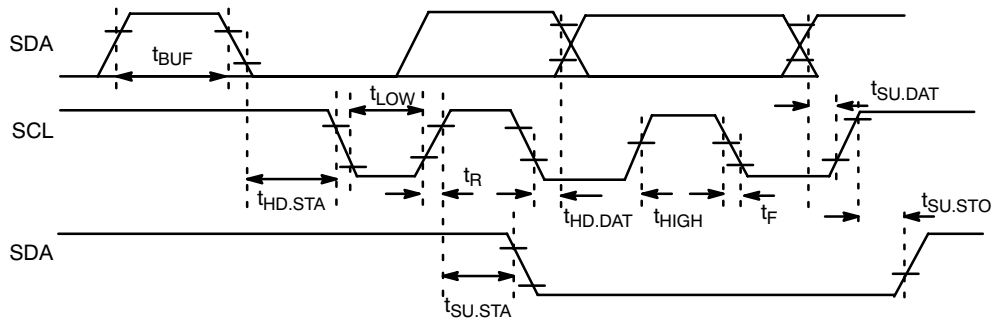 SDA
tBUF
tLOW
tSU.DAT
SCL
tR
tHD.STA
tHD.DAT
tHIGH
tF
tSU.STO
SDA
tSU.STA